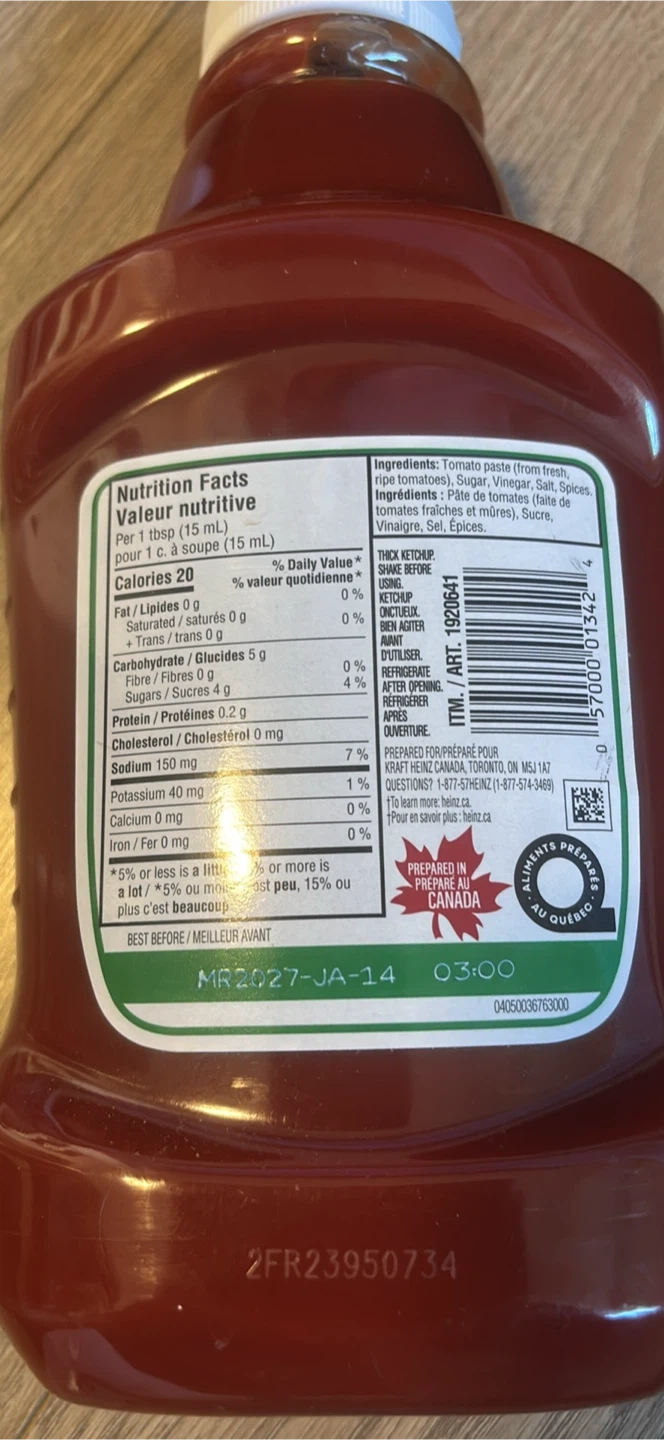 Nutrition Facts
Valeur nutritive
Per 1 tbsp (15 mL)
pour 1 c. à soupe (15 mL)
Calories 20
% Daily Value*
% valeur quotidienne*
Fat / Lipides 0 g 0 %
Saturated / saturés 0 g
+ Trans / trans 0 g 0 %
Carbohydrate / Glucides 5 g
Fibre / Fibres 0 g 0 %
Sugars / Sucres 4 g 4 %
Protein / Protéines 0.2 g
Cholesterol / Cholestérol 0 mg
Sodium 150 mg 7 %
Potassium 40 mg 1 %
Calcium 0 mg 0 %
Iron / Fer 0 mg 0 %
*5% or less is a % or more is
a lot / *5% ou peu, 15% ou
plus c'est beaucoup
BEST BEFORE / MEILLEUR AVANT
MR2027-JA-14 03:00
04050036763000
Ingredients: Tomato paste (from fresh,
ripe tomatoes), Sugar, Vinegar, Salt, Spices.
Ingrédients : Pâte de tomates (faite de
tomates fraîches et mûres), Sucre,
Vinaigre, Sel, Épices.
THICK KETCHUP.
SHAKE BEFORE
USING.
KETCHUP
ONCTUEUX.
BIEN AGITER
AVANT
D'UTILISER.
REFRIGERATE
AFTER OPENING.
RÉFRIGÉRER
APRÈS
OUVERTURE.
ITM. / ART. 1920641
0 57000 01342 4
PREPARED FOR/PRÉPARÉ POUR
KRAFT HEINZ CANADA, TORONTO, ON M5J 1A7
QUESTIONS? 1-877-57HEINZ (1-877-574-3469)
†To learn more: heinz.ca
†Pour en savoir plus : heinz.ca
PREPARED IN
PRÉPARÉ AU
CANADA
ALIMENTS PRÉPARÉS
AU QUÉBEC
2FR23950734